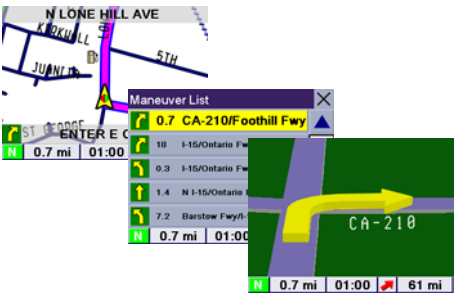 N LONE HILL AVE
KIRKWALL
LO
5TH
JUANITA
ST GEORGE
ENTER E C
N 0.7 mi 01:00
Maneuver List
0.7 CA-210/Foothill Fwy
18 I-15/Ontario Fw
0.3 I-15/Ontario Fw
1.4 N I-15/Ontario
7.2 Barstow Fwy/I-
N 0.7 mi 01:00
CA-210
N 0.7 mi 01:00 61 mi